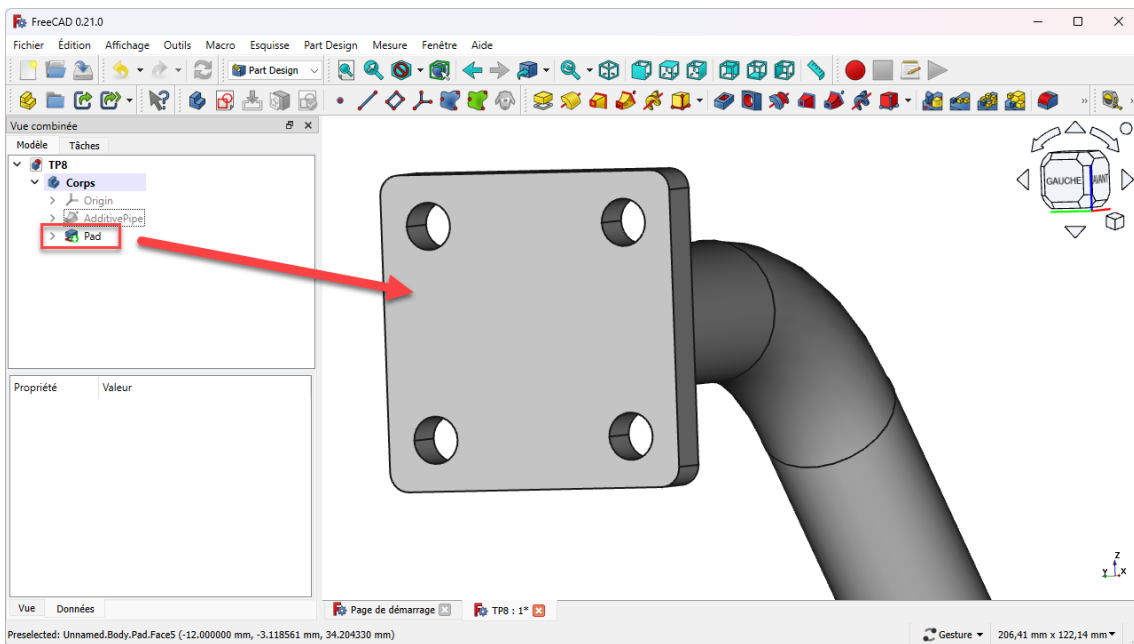 FreeCAD 0.21.0
Fichier Édition Affichage Outils Macro Esquisse Part Design Mesure Fenêtre Aide
Part Design
Vue combinée
Modèle Tâches
TP8
Corps
Origin
AdditivePipe
Pad
GAUCHE AVANT
Propriété Valeur
Z
Y X
Vue Données
Page de démarrage TP8 : 1*
Preselected: Unnamed.Body.Pad.Face5 (-12.000000 mm, -3.118561 mm, 34.204330 mm) Gesture 206,41 mm x 122,14 mm